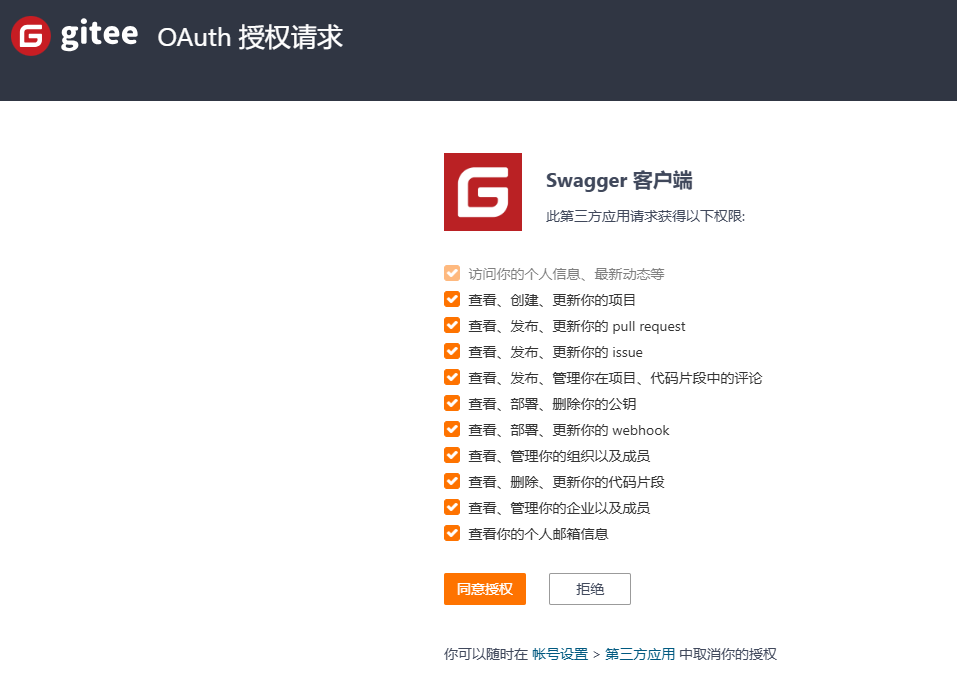 gitee OAuth 授权请求
Swagger 客户端
此第三方应用请求获得以下权限:
访问你的个人信息、最新动态等
查看、创建、更新你的项目
查看、发布、更新你的 pull request
查看、发布、更新你的 issue
查看、发布、管理你在项目、代码片段中的评论
查看、部署、删除你的公钥
查看、部署、更新你的 webhook
查看、管理你的组织以及成员
查看、删除、更新你的代码片段
查看、管理你的企业以及成员
查看你的个人邮箱信息
同意授权 拒绝
你可以随时在 帐号设置 > 第三方应用 中取消你的授权